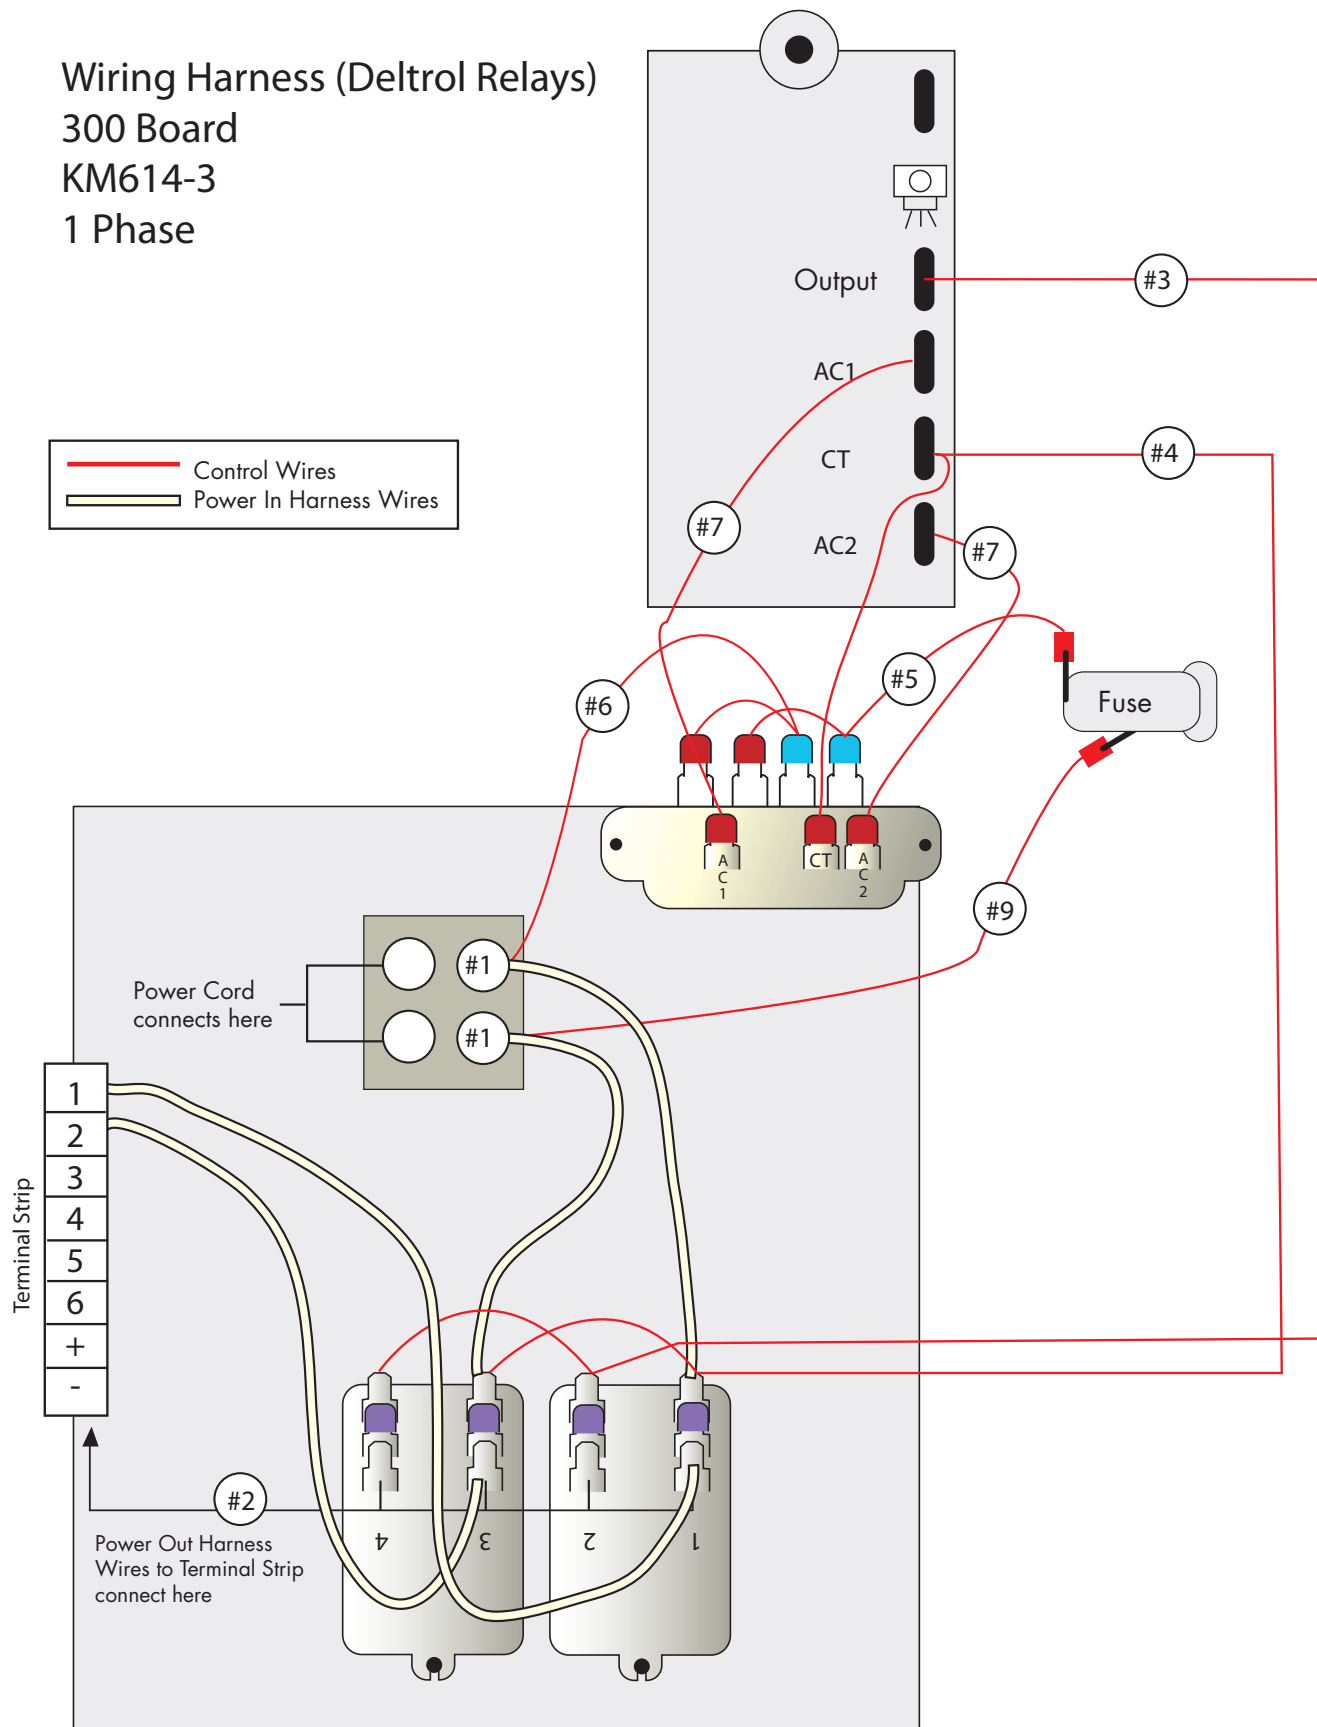 Wiring Harness (Deltrol Relays)
300 Board
KM614-3
1 Phase
Output
#3
AC1
Control Wires
Power In Harness Wires
CT
#4
#7
AC2
#7
#5
#6
Fuse
AC1
CT
AC2
#9
#1
Power Cord
connects here
#1
Terminal Strip
1
2
3
4
5
6
+
-
#2
4
3
2
1
Power Out Harness
Wires to Terminal Strip
connect here